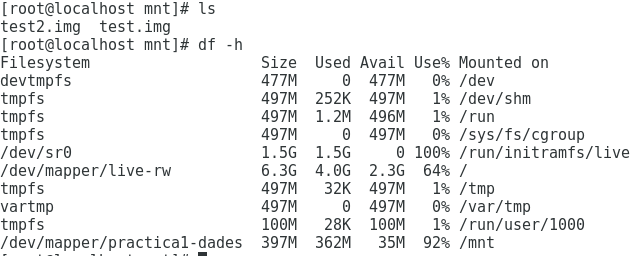 [root@localhost mnt]# ls
test2.img  test.img
[root@localhost mnt]# df -h
Filesystem                    Size  Used Avail Use% Mounted on
devtmpfs                      477M     0  477M   0% /dev
tmpfs                         497M  252K  497M   1% /dev/shm
tmpfs                         497M  1.2M  496M   1% /run
tmpfs                         497M     0  497M   0% /sys/fs/cgroup
/dev/sr0                      1.5G  1.5G     0 100% /run/initramfs/live
/dev/mapper/live-rw           6.3G  4.0G  2.3G  64% /
tmpfs                         497M   32K  497M   1% /tmp
vartmp                        497M     0  497M   0% /var/tmp
tmpfs                         100M   28K  100M   1% /run/user/1000
/dev/mapper/practica1-dades   397M  362M   35M  92% /mnt